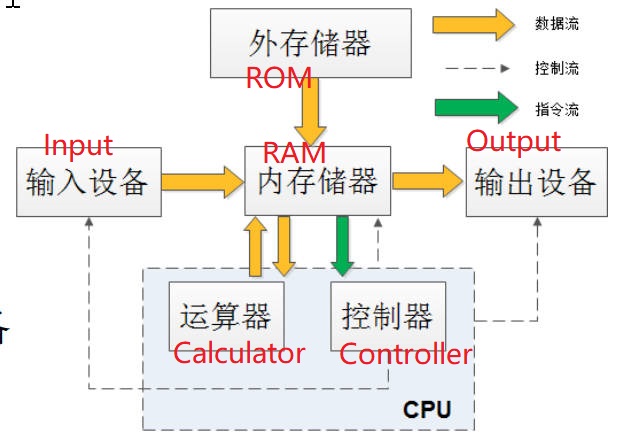 外存储器
ROM
数据流
控制流
指令流
Input
输入设备
RAM
内存储器
Output
输出设备
运算器
Calculator
控制器
Controller
CPU